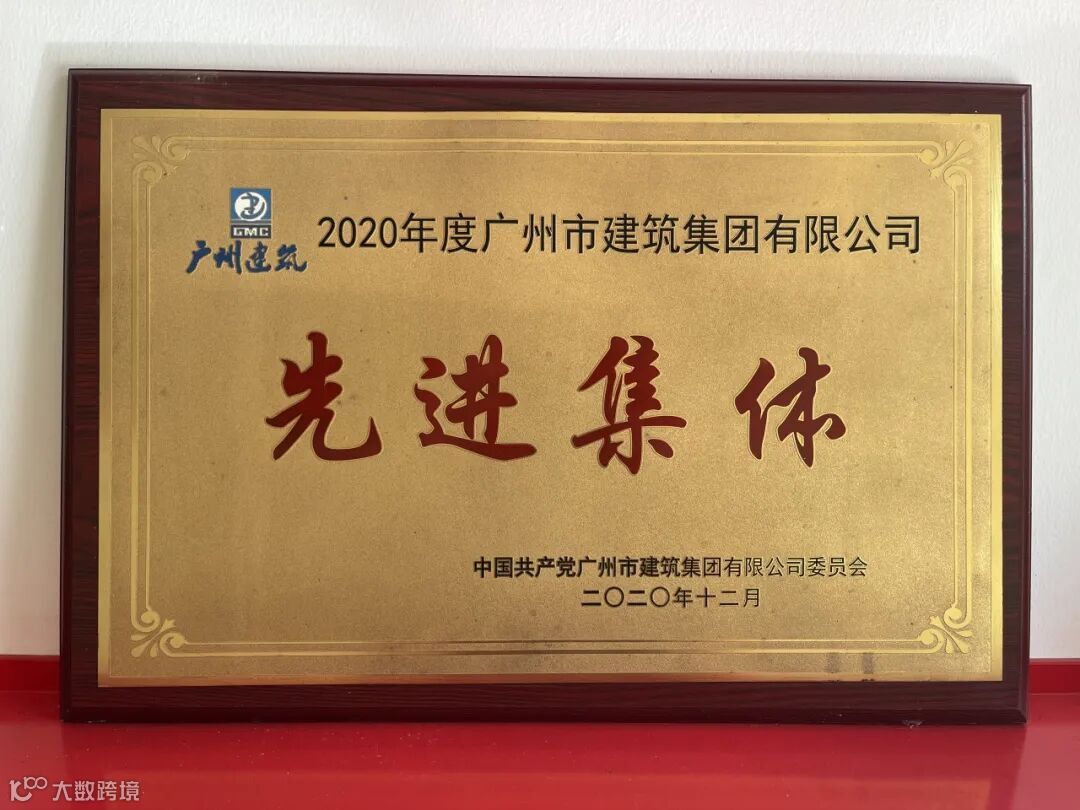 GMC
广州建筑
2020年度广州市建筑集团有限公司
先进集体
中国共产党广州市建筑集团有限公司委员会
二〇二〇年十二月
大数跨境